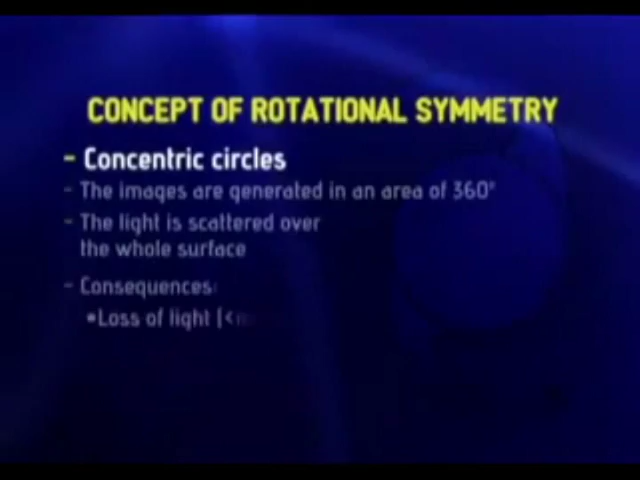 CONCEPT OF ROTATIONAL SYMMETRY
- Concentric circles
- The images are generated in an area of 360°
- The light is scattered over
the whole surface
- Consequences:
•Loss of light (<